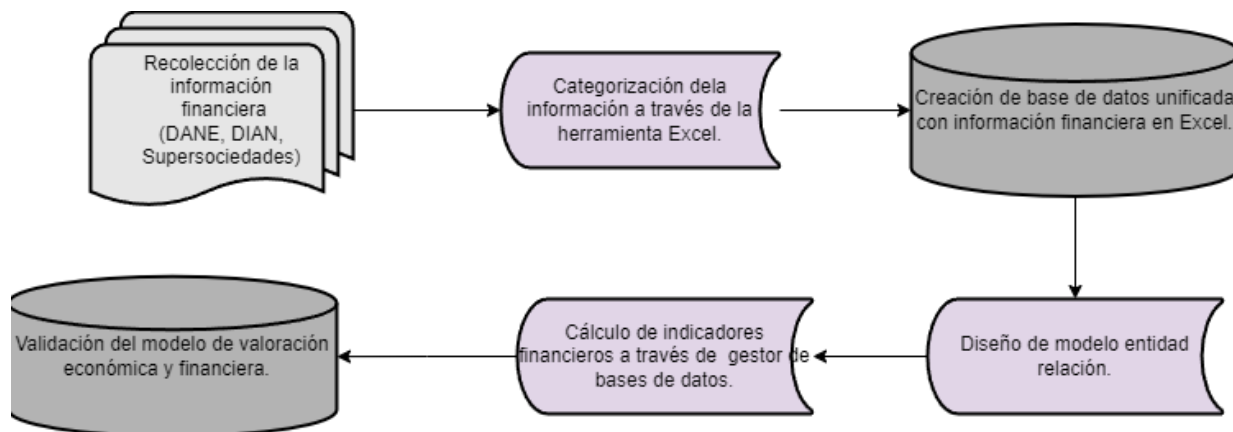 Recolección de la
información
financiera
(DANE, DIAN,
Supersociedades)
Categorización dela
información a través de la
herramienta Excel.
Creación de base de datos unificada
con información financiera en Excel.
Diseño de modelo entidad
relación.
Cálculo de indicadores
financieros a través de gestor de
bases de datos.
Validación del modelo de valoración
económica y financiera.